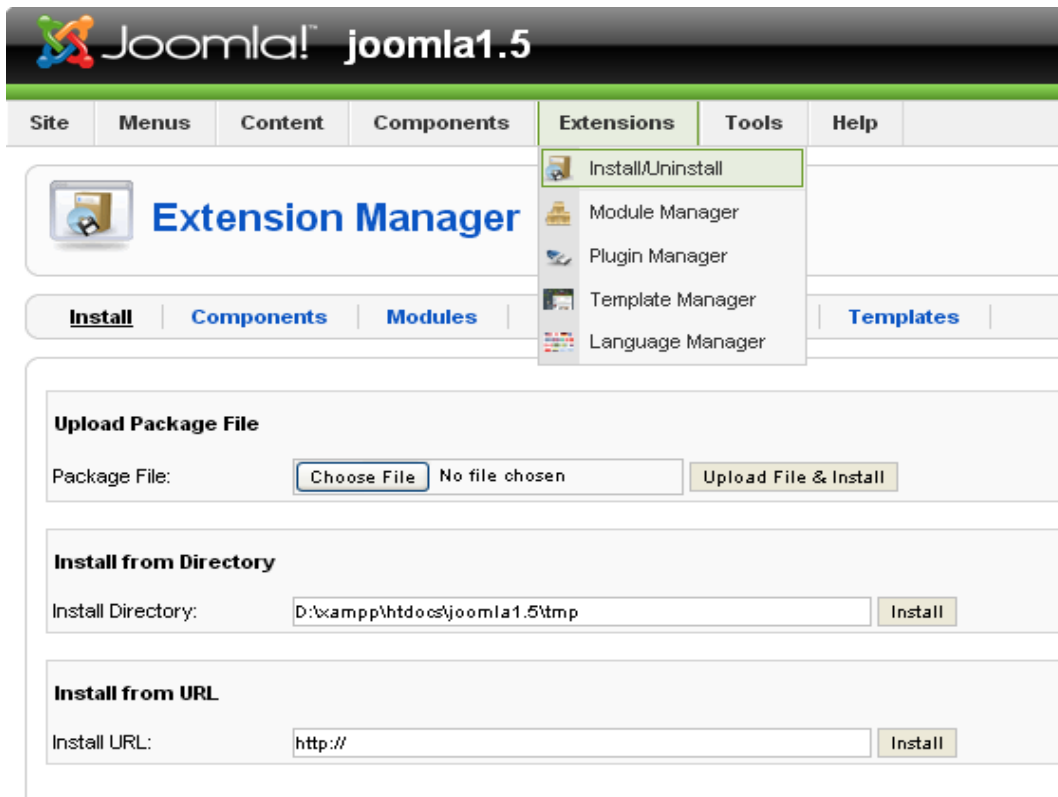 Joomla!™ joomla1.5
Site Menus Content Components Extensions Tools Help
Install/Uninstall
Module Manager
Plugin Manager
Template Manager
Language Manager
Extension Manager
Install Components Modules Templates
Upload Package File
Package File: Choose File No file chosen Upload File & Install
Install from Directory
Install Directory: D:\xampp\htdocs\joomla1.5\tmp Install
Install from URL
Install URL: http:// Install